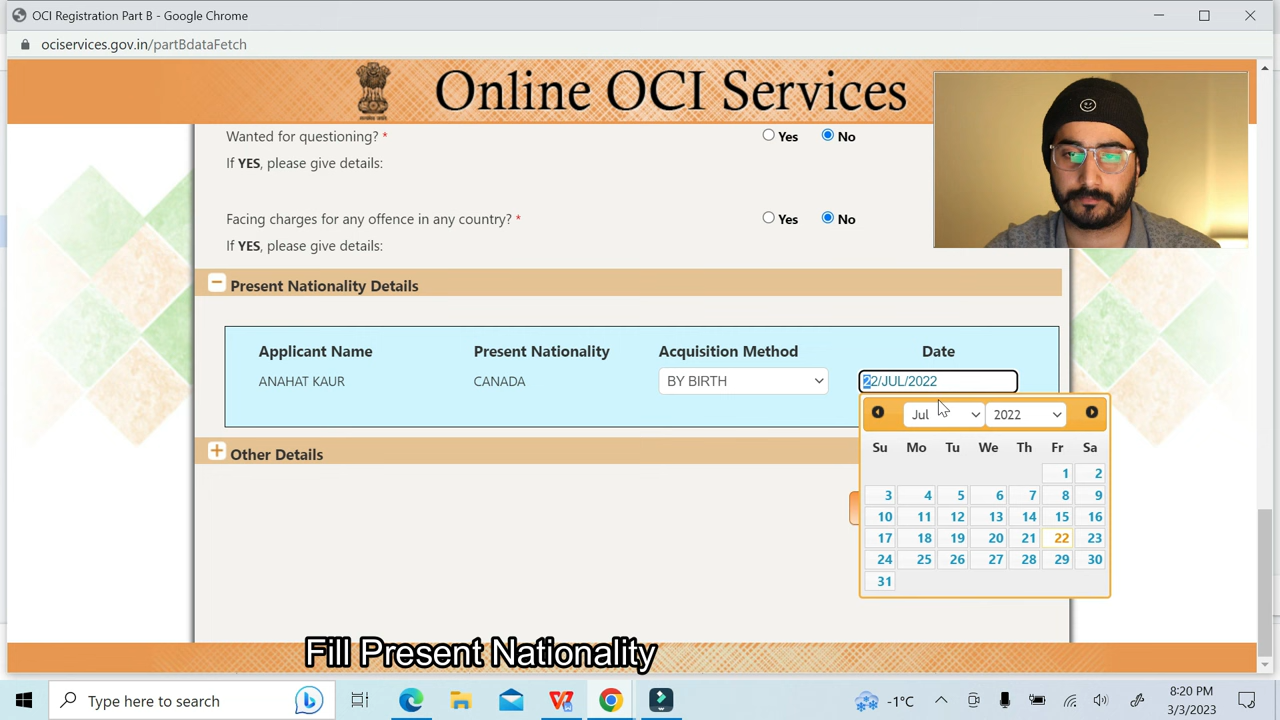 OCI Registration Part B - Google Chrome
ociservices.gov.in/partBdataFetch
Online OCI Services
Wanted for questioning? * Yes No
If YES, please give details:
Facing charges for any offence in any country? * Yes No
If YES, please give details:
Present Nationality Details
Applicant Name Present Nationality Acquisition Method Date
ANAHAT KAUR CANADA BY BIRTH 22/JUL/2022
Jul 2022
Su Mo Tu We Th Fr Sa
1 2
3 4 5 6 7 8 9
10 11 12 13 14 15 16
17 18 19 20 21 22 23
24 25 26 27 28 29 30
31
Other Details
Fill Present Nationality
Type here to search
-1°C
8:20 PM
3/3/2023